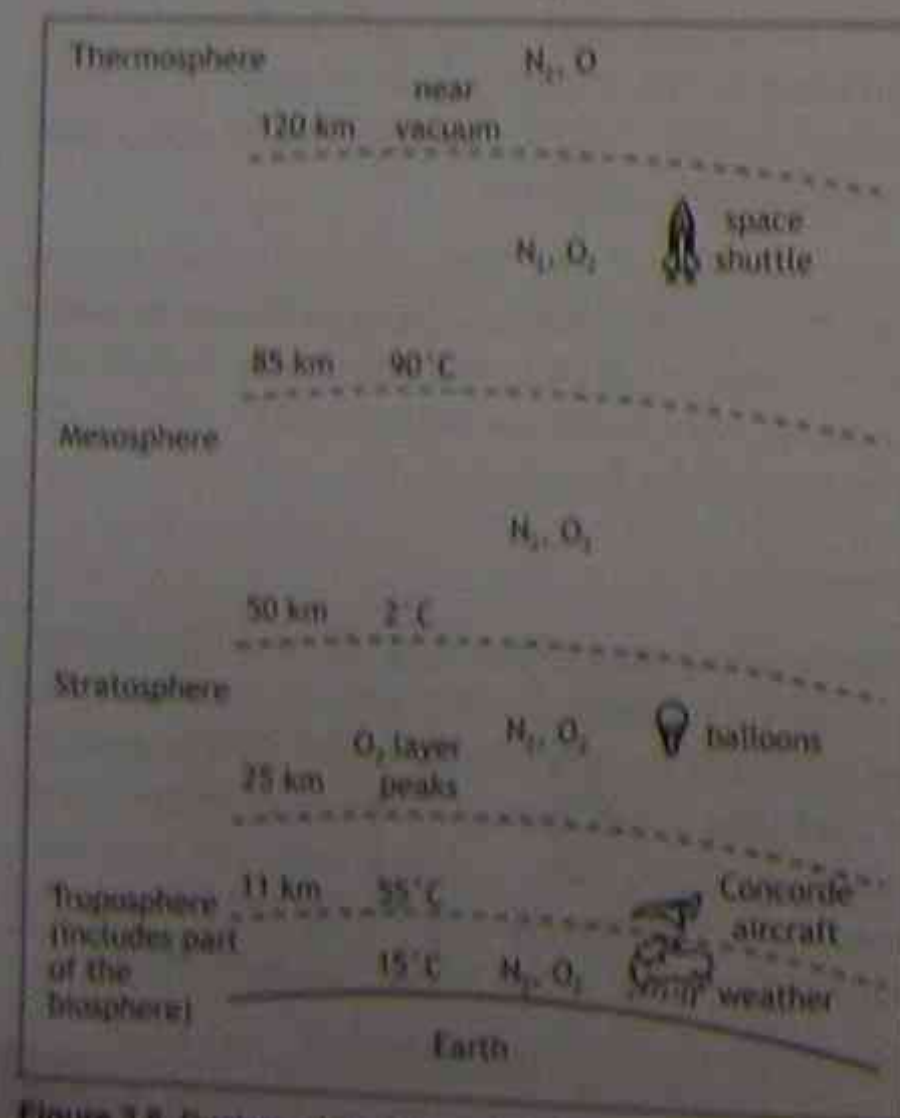 Thermosphere
N₂, O
near
120 km vacuum
space
N₂, O₂ shuttle
85 km 90°C
Mesosphere
N₂, O₂
50 km 2°C
Stratosphere
N₂, O₂ balloons
layer
25 km peaks
11 km 55°C Concorde
Troposphere
(includes part aircraft
of the 15°C N₂, O₂
biosphere) weather
Earth
Figure